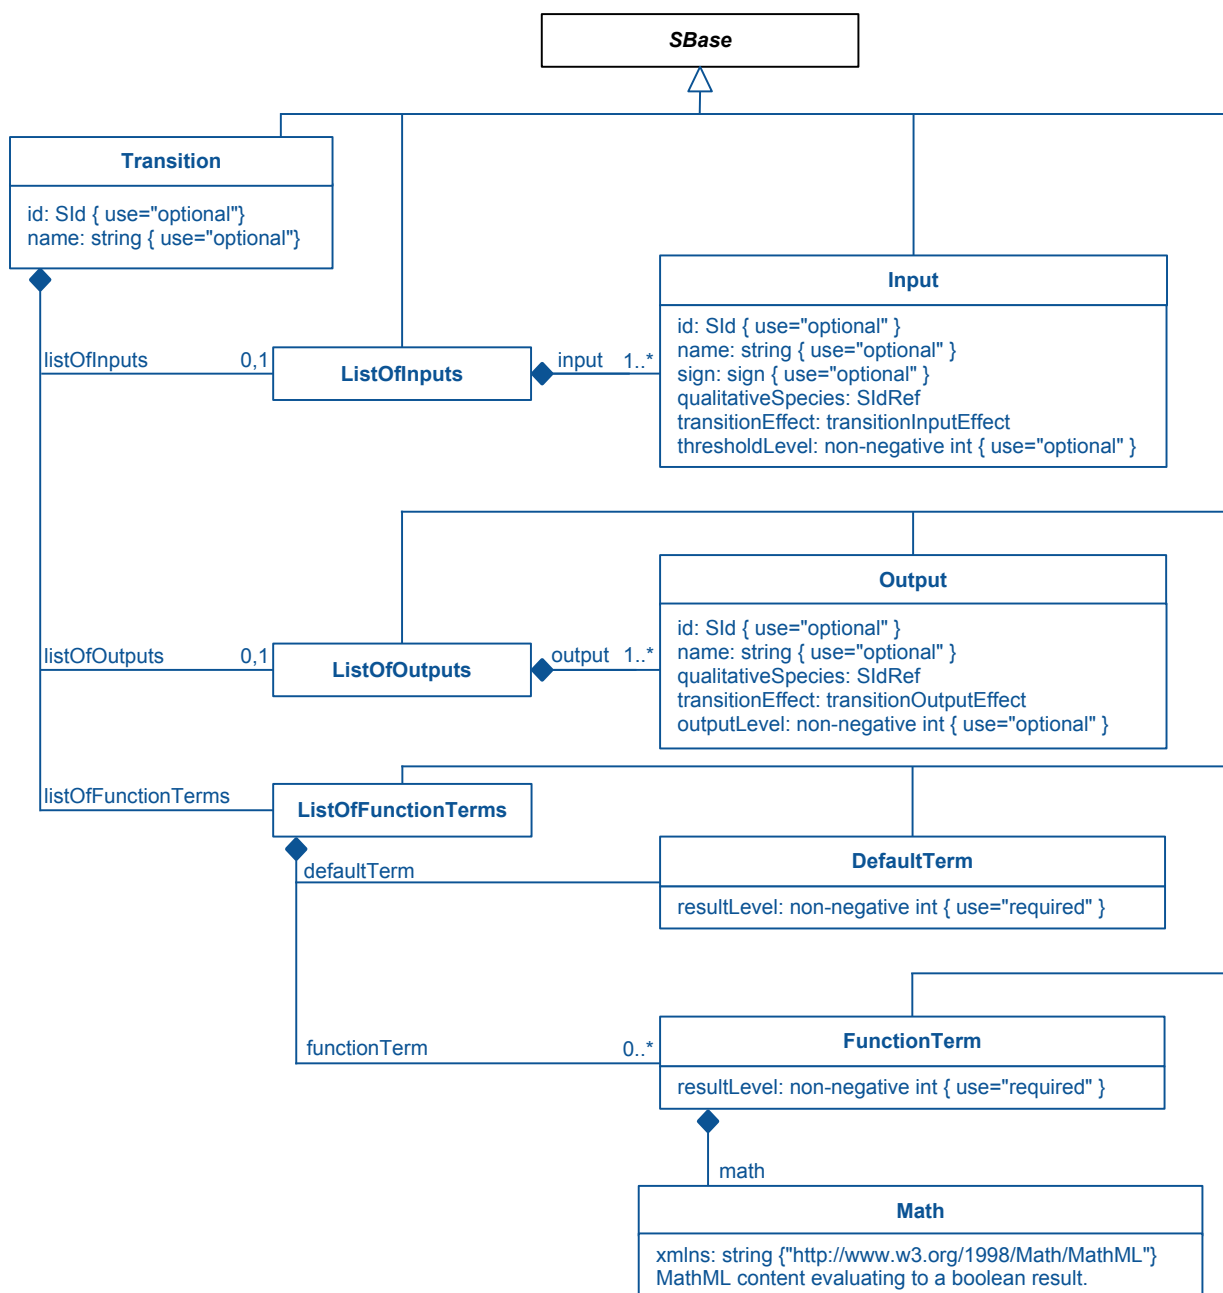 SBase
Transition
id: SId { use="optional"}
name: string { use="optional"}
Input
id: SId { use="optional" }
name: string { use="optional" }
sign: sign { use="optional" }
qualitativeSpecies: SIdRef
transitionEffect: transitionInputEffect
thresholdLevel: non-negative int { use="optional" }
listOfInputs 0,1
ListOfInputs
input 1..*
Output
id: SId { use="optional" }
name: string { use="optional" }
qualitativeSpecies: SIdRef
transitionEffect: transitionOutputEffect
outputLevel: non-negative int { use="optional" }
listOfOutputs 0,1
ListOfOutputs
output 1..*
listOfFunctionTerms
ListOfFunctionTerms
defaultTerm
DefaultTerm
resultLevel: non-negative int { use="required" }
functionTerm 0..*
FunctionTerm
resultLevel: non-negative int { use="required" }
math
Math
xmlns: string {"http://www.w3.org/1998/Math/MathML"}
MathML content evaluating to a boolean result.